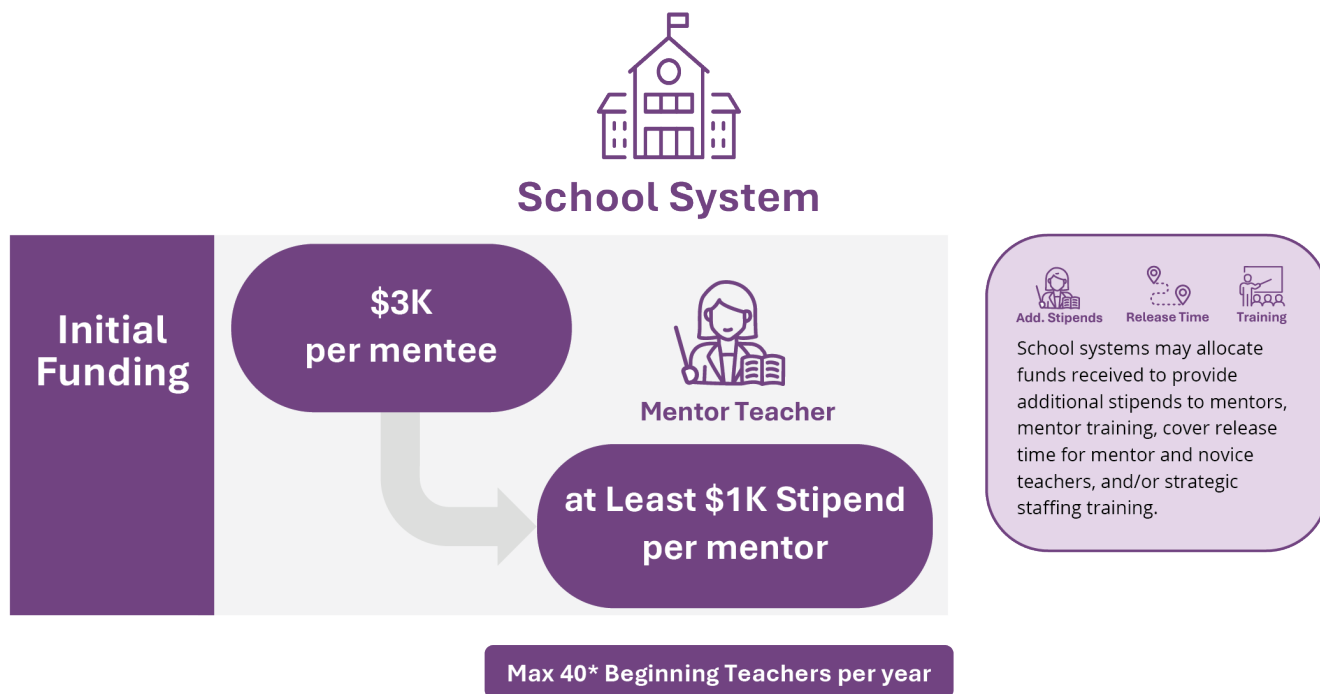 School System
Initial
Funding
$3K
per mentee
Mentor Teacher
at Least $1K Stipend
per mentor
Add. Stipends
Release Time
Training
School systems may allocate
funds received to provide
additional stipends to mentors,
mentor training, cover release
time for mentor and novice
teachers, and/or strategic
staffing training.
Max 40* Beginning Teachers per year